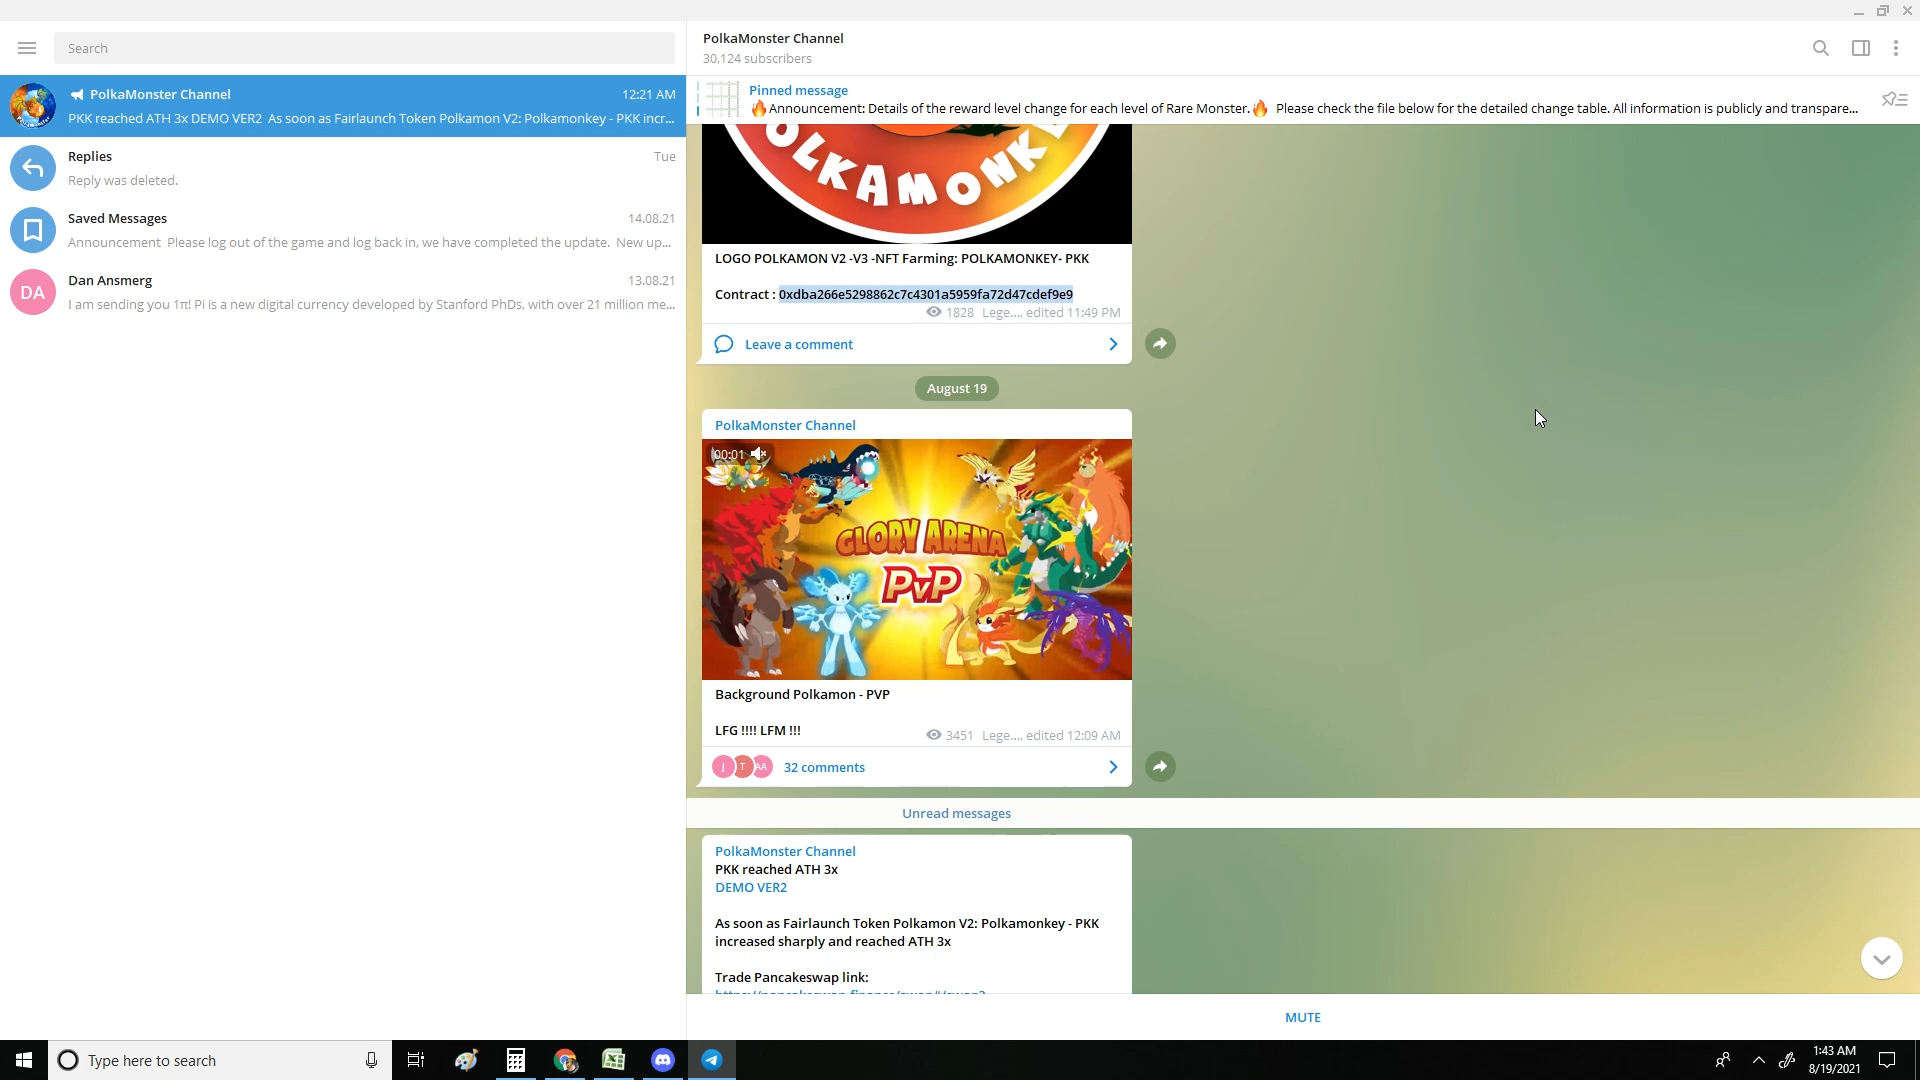 Search
PolkaMonster Channel
12:21 AM
PKK reached ATH 3x DEMO VER2 As soon as Fairlaunch Token Polkamon V2: Polkamonkey - PKK incr...
Replies
Tue
Reply was deleted.
Saved Messages
14.08.21
Announcement Please log out of the game and log back in, we have completed the update. New up...
DA
Dan Ansmerg
13.08.21
I am sending you 1π! Pi is a new digital currency developed by Stanford PhDs, with over 21 million me...
PolkaMonster Channel
30,124 subscribers
Pinned message
🔥Announcement: Details of the reward level change for each level of Rare Monster.🔥 Please check the file below for the detailed change table. All information is publicly and transpare...
OLKAMONK
LOGO POLKAMON V2 -V3 -NFT Farming: POLKAMONKEY- PKK
Contract : 0xdba266e5298862c7c4301a5959fa72d47cdef9e9
1828 Lege..., edited 11:49 PM
Leave a comment
August 19
PolkaMonster Channel
00:01
GLORY ARENA
PVP
Background Polkamon - PVP
LFG !!!! LFM !!!
3451 Lege..., edited 12:09 AM
J T AA 32 comments
Unread messages
PolkaMonster Channel
PKK reached ATH 3x
DEMO VER2
As soon as Fairlaunch Token Polkamon V2: Polkamonkey - PKK
increased sharply and reached ATH 3x
Trade Pancakeswap link:
MUTE
Type here to search
1:43 AM
8/19/2021